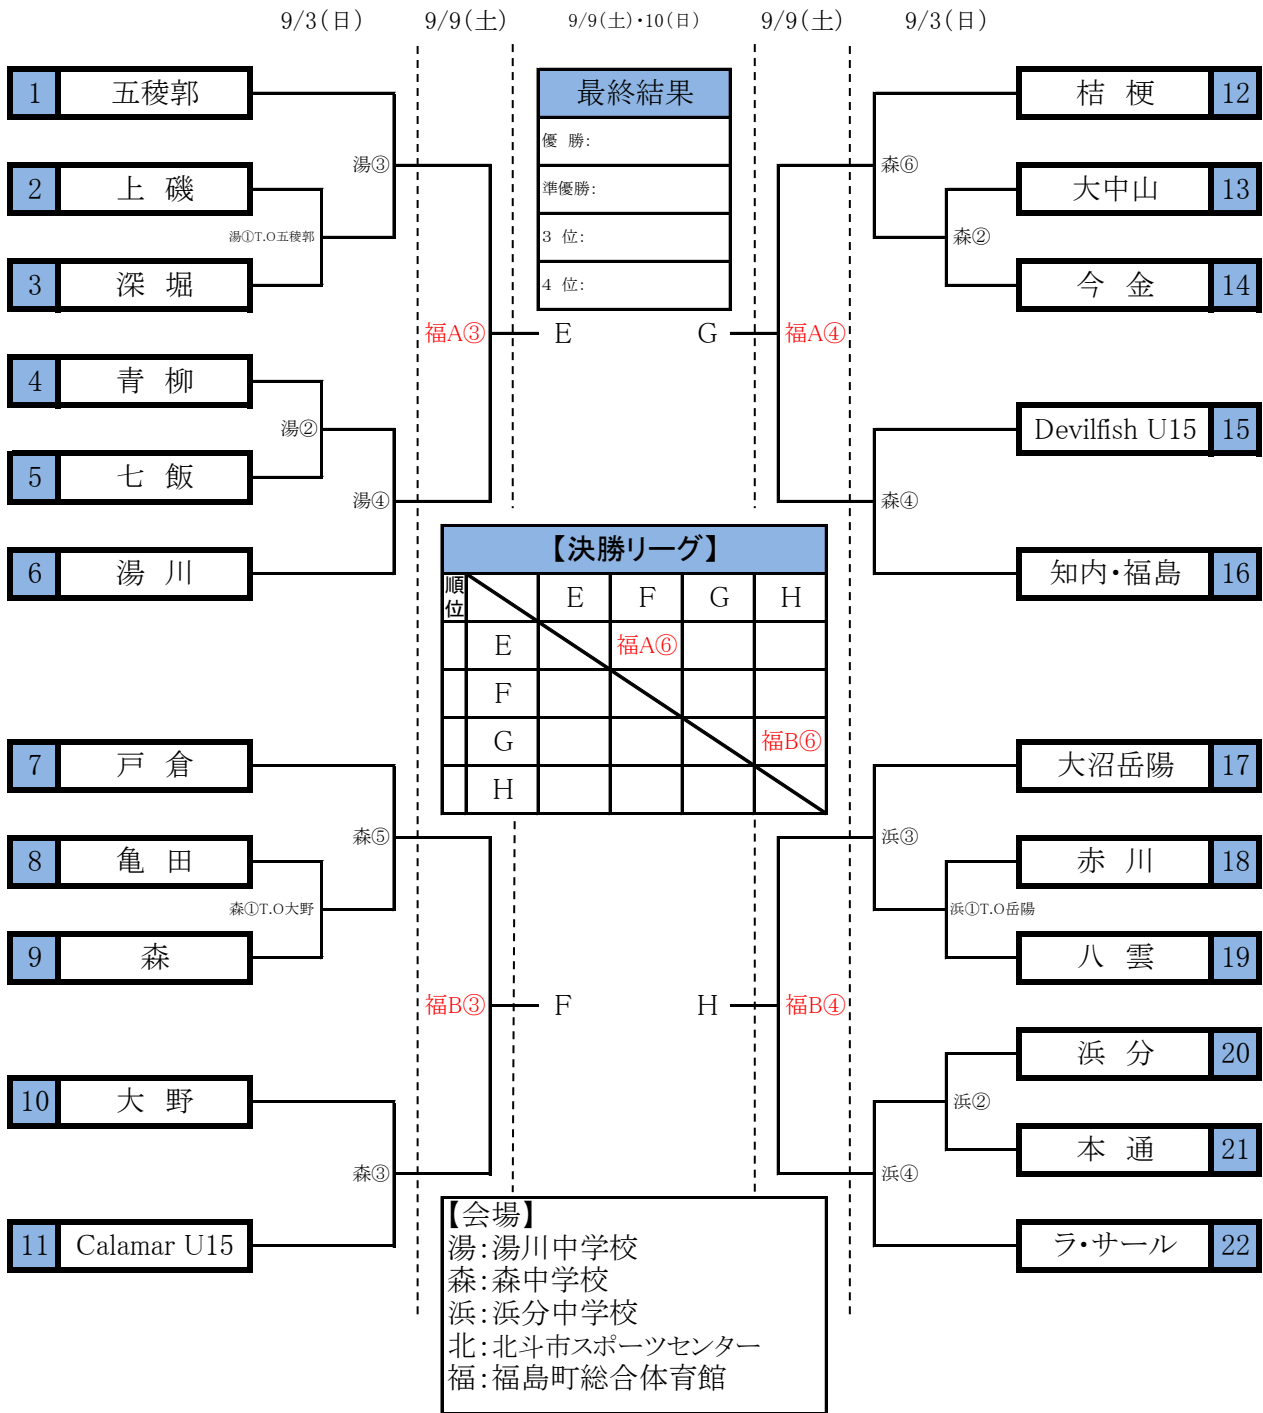 9/3(日) 9/9(土) 9/9(土)・10(日) 9/9(土) 9/3(日)
1 五稜郭
2 上 磯
3 深 堀
4 青 柳
5 七 飯
6 湯 川
湯①T.O五稜郭
湯②
湯③
湯④
福A③
E
7 戸 倉
8 亀 田
9 森
10 大 野
11 Calamar U15
森①T.O大野
森⑤
森③
福B③
F
最終結果
優 勝:
準優勝:
3 位:
4 位:
【決勝リーグ】
順位 E F G H
E 福A⑥
F
G 福B⑥
H
12 桔 梗
13 大中山
14 今 金
15 Devilfish U15
16 知内・福島
森⑥
森②
森④
福A④
G
17 大沼岳陽
18 赤 川
19 八 雲
20 浜 分
21 本 通
22 ラ・サール
浜③
浜①T.O岳陽
浜②
浜④
福B④
H
【会場】
湯:湯川中学校
森:森中学校
浜:浜分中学校
北:北斗市スポーツセンター
福:福島町総合体育館